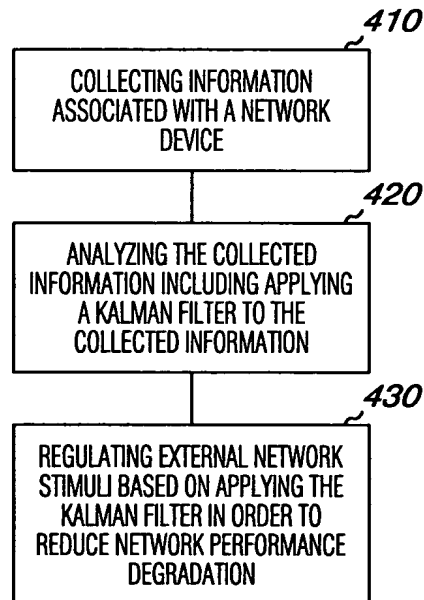 410
COLLECTING INFORMATION
ASSOCIATED WITH A NETWORK
DEVICE
420
ANALYZING THE COLLECTED
INFORMATION INCLUDING APPLYING
A KALMAN FILTER TO THE
COLLECTED INFORMATION
430
REGULATING EXTERNAL NETWORK
STIMULI BASED ON APPLYING THE
KALMAN FILTER IN ORDER TO
REDUCE NETWORK PERFORMANCE
DEGRADATION